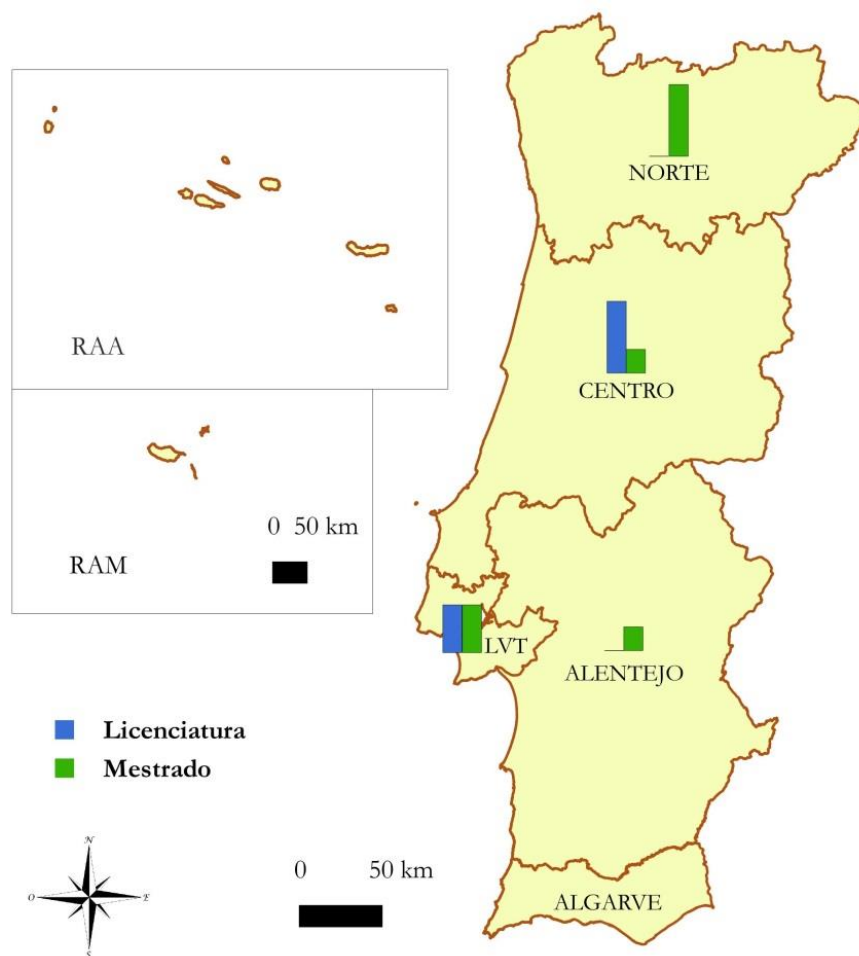 NORTE
CENTRO
RAA
0 50 km
RAM
LVT
ALENTEJO
Licenciatura
Mestrado
N
O
E
S
0 50 km
ALGARVE